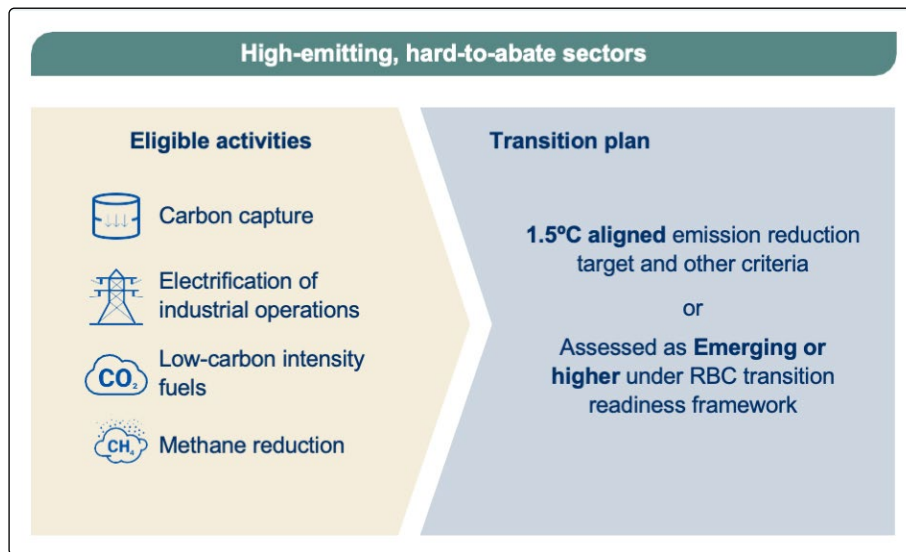 High-emitting, hard-to-abate sectors
Eligible activities
Carbon capture
Electrification of
industrial operations
CO₂
Low-carbon intensity
fuels
CH₄
Methane reduction
Transition plan
1.5ºC aligned emission reduction
target and other criteria
or
Assessed as Emerging or
higher under RBC transition
readiness framework